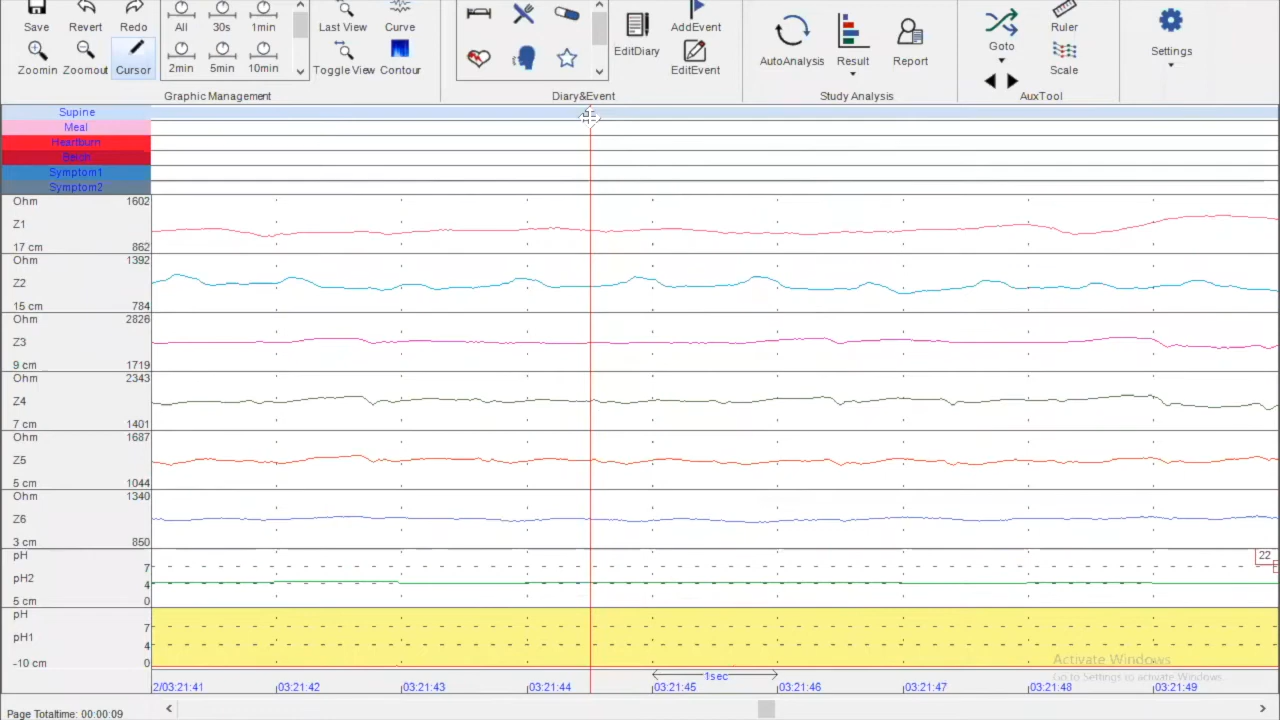 Save Revert Redo All 30s 1min Last View Curve
Zoomin Zoomout Cursor 2min 5min 10min Toggle View Contour
Graphic Management
EditDiary AddEvent
EditEvent
Diary&Event
AutoAnalysis Result Report
Study Analysis
Goto Ruler
Scale
AuxTool
Settings
Supine
Meal
Heartburn
Belch
Symptom1
Symptom2
Ohm 1602
Z1
17 cm 862
Ohm 1392
Z2
15 cm 784
Ohm 2826
Z3
9 cm 1719
Ohm 2343
Z4
7 cm 1401
Ohm 1687
Z5
5 cm 1044
Ohm 1340
Z6
3 cm 850
pH 22
7
pH2 4
5 cm 0
pH
7
pH1 4
-10 cm 0
Activate Windows
Go to Settings to activate Windows.
1sec
2/03:21:41 03:21:42 03:21:43 03:21:44 03:21:45 03:21:46 03:21:47 03:21:48 03:21:49
Page Totaltime: 00:00:09